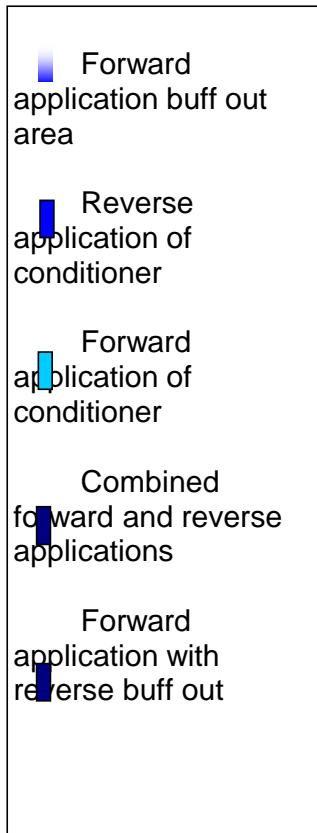 Forward
application buff out
area
Reverse
application of
conditioner
Forward
application of
conditioner
Combined
forward and reverse
applications
Forward
application with
reverse buff out